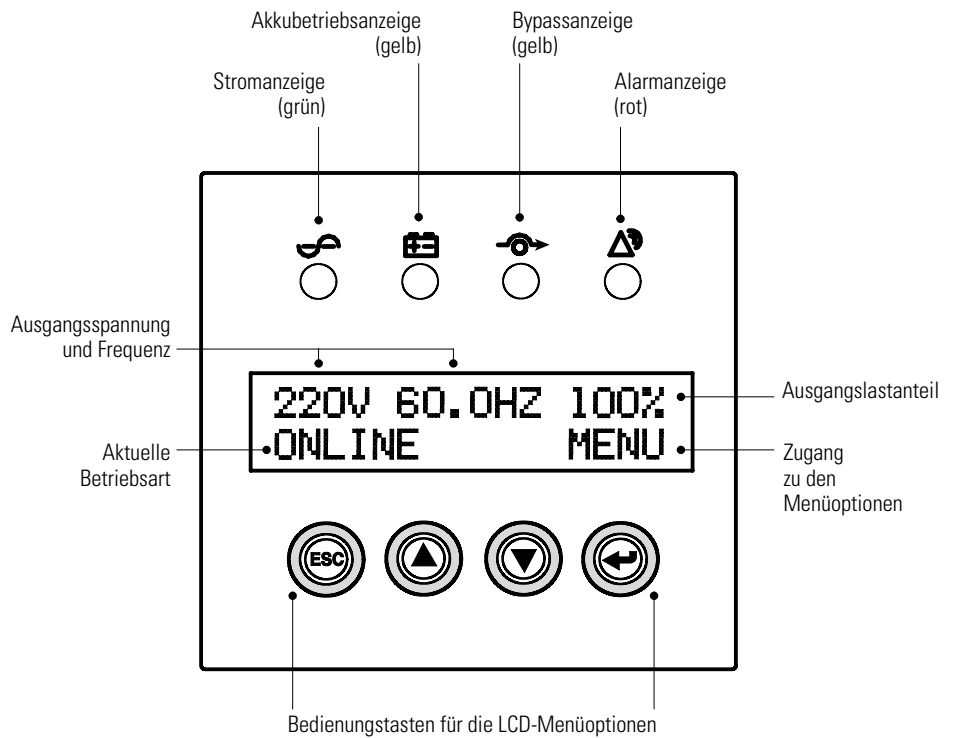 Akkubetriebsanzeige
(gelb)
Bypassanzeige
(gelb)
Stromanzeige
(grün)
Alarmanzeige
(rot)
Ausgangsspannung
und Frequenz
220V 60.0HZ 100%
Ausgangslastanteil
ONLINE MENU
Aktuelle
Betriebsart
Zugang
zu den
Menüoptionen
ESC
Bedienungstasten für die LCD-Menüoptionen